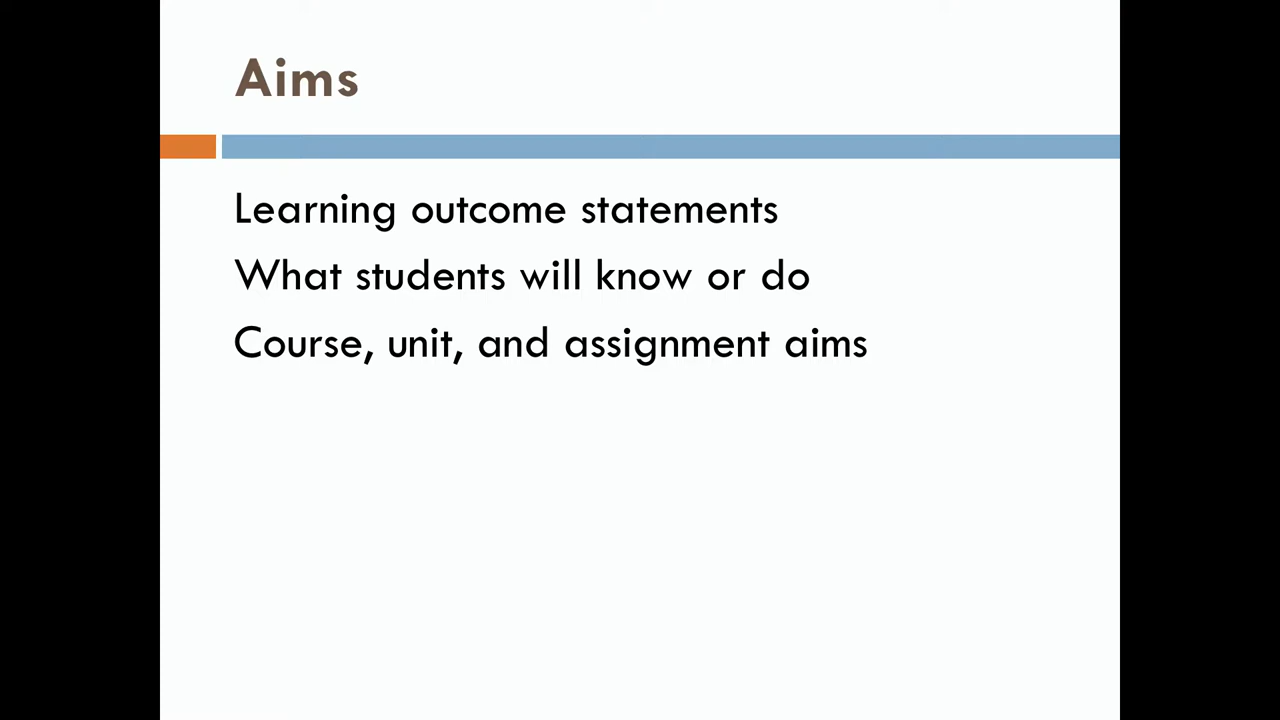 Aims
Learning outcome statements
What students will know or do
Course, unit, and assignment aims